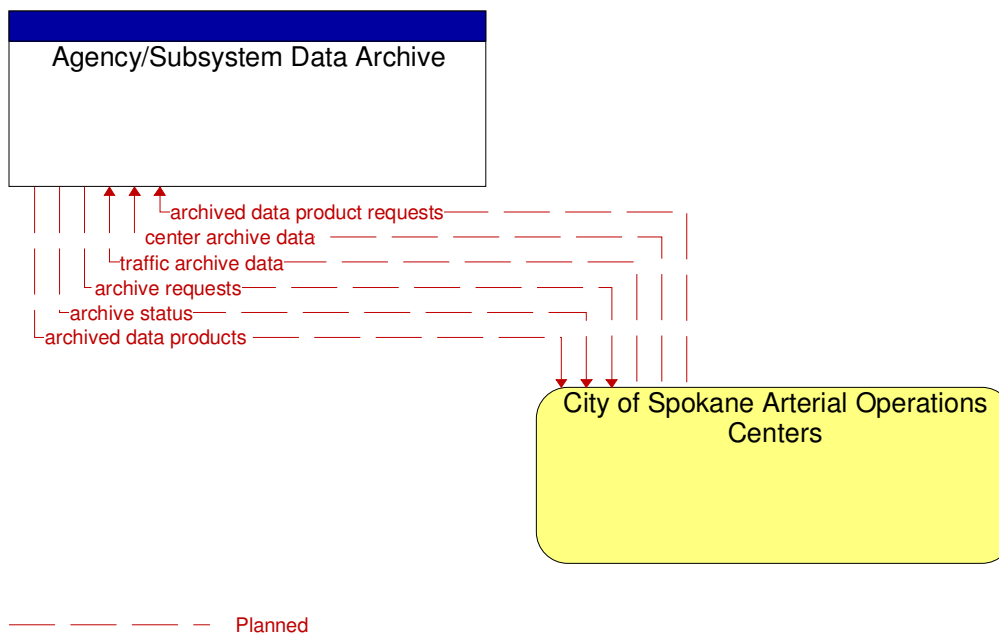 Agency/Subsystem Data Archive
archived data product requests
center archive data
traffic archive data
archive requests
archive status
archived data products
City of Spokane Arterial Operations
Centers
Planned